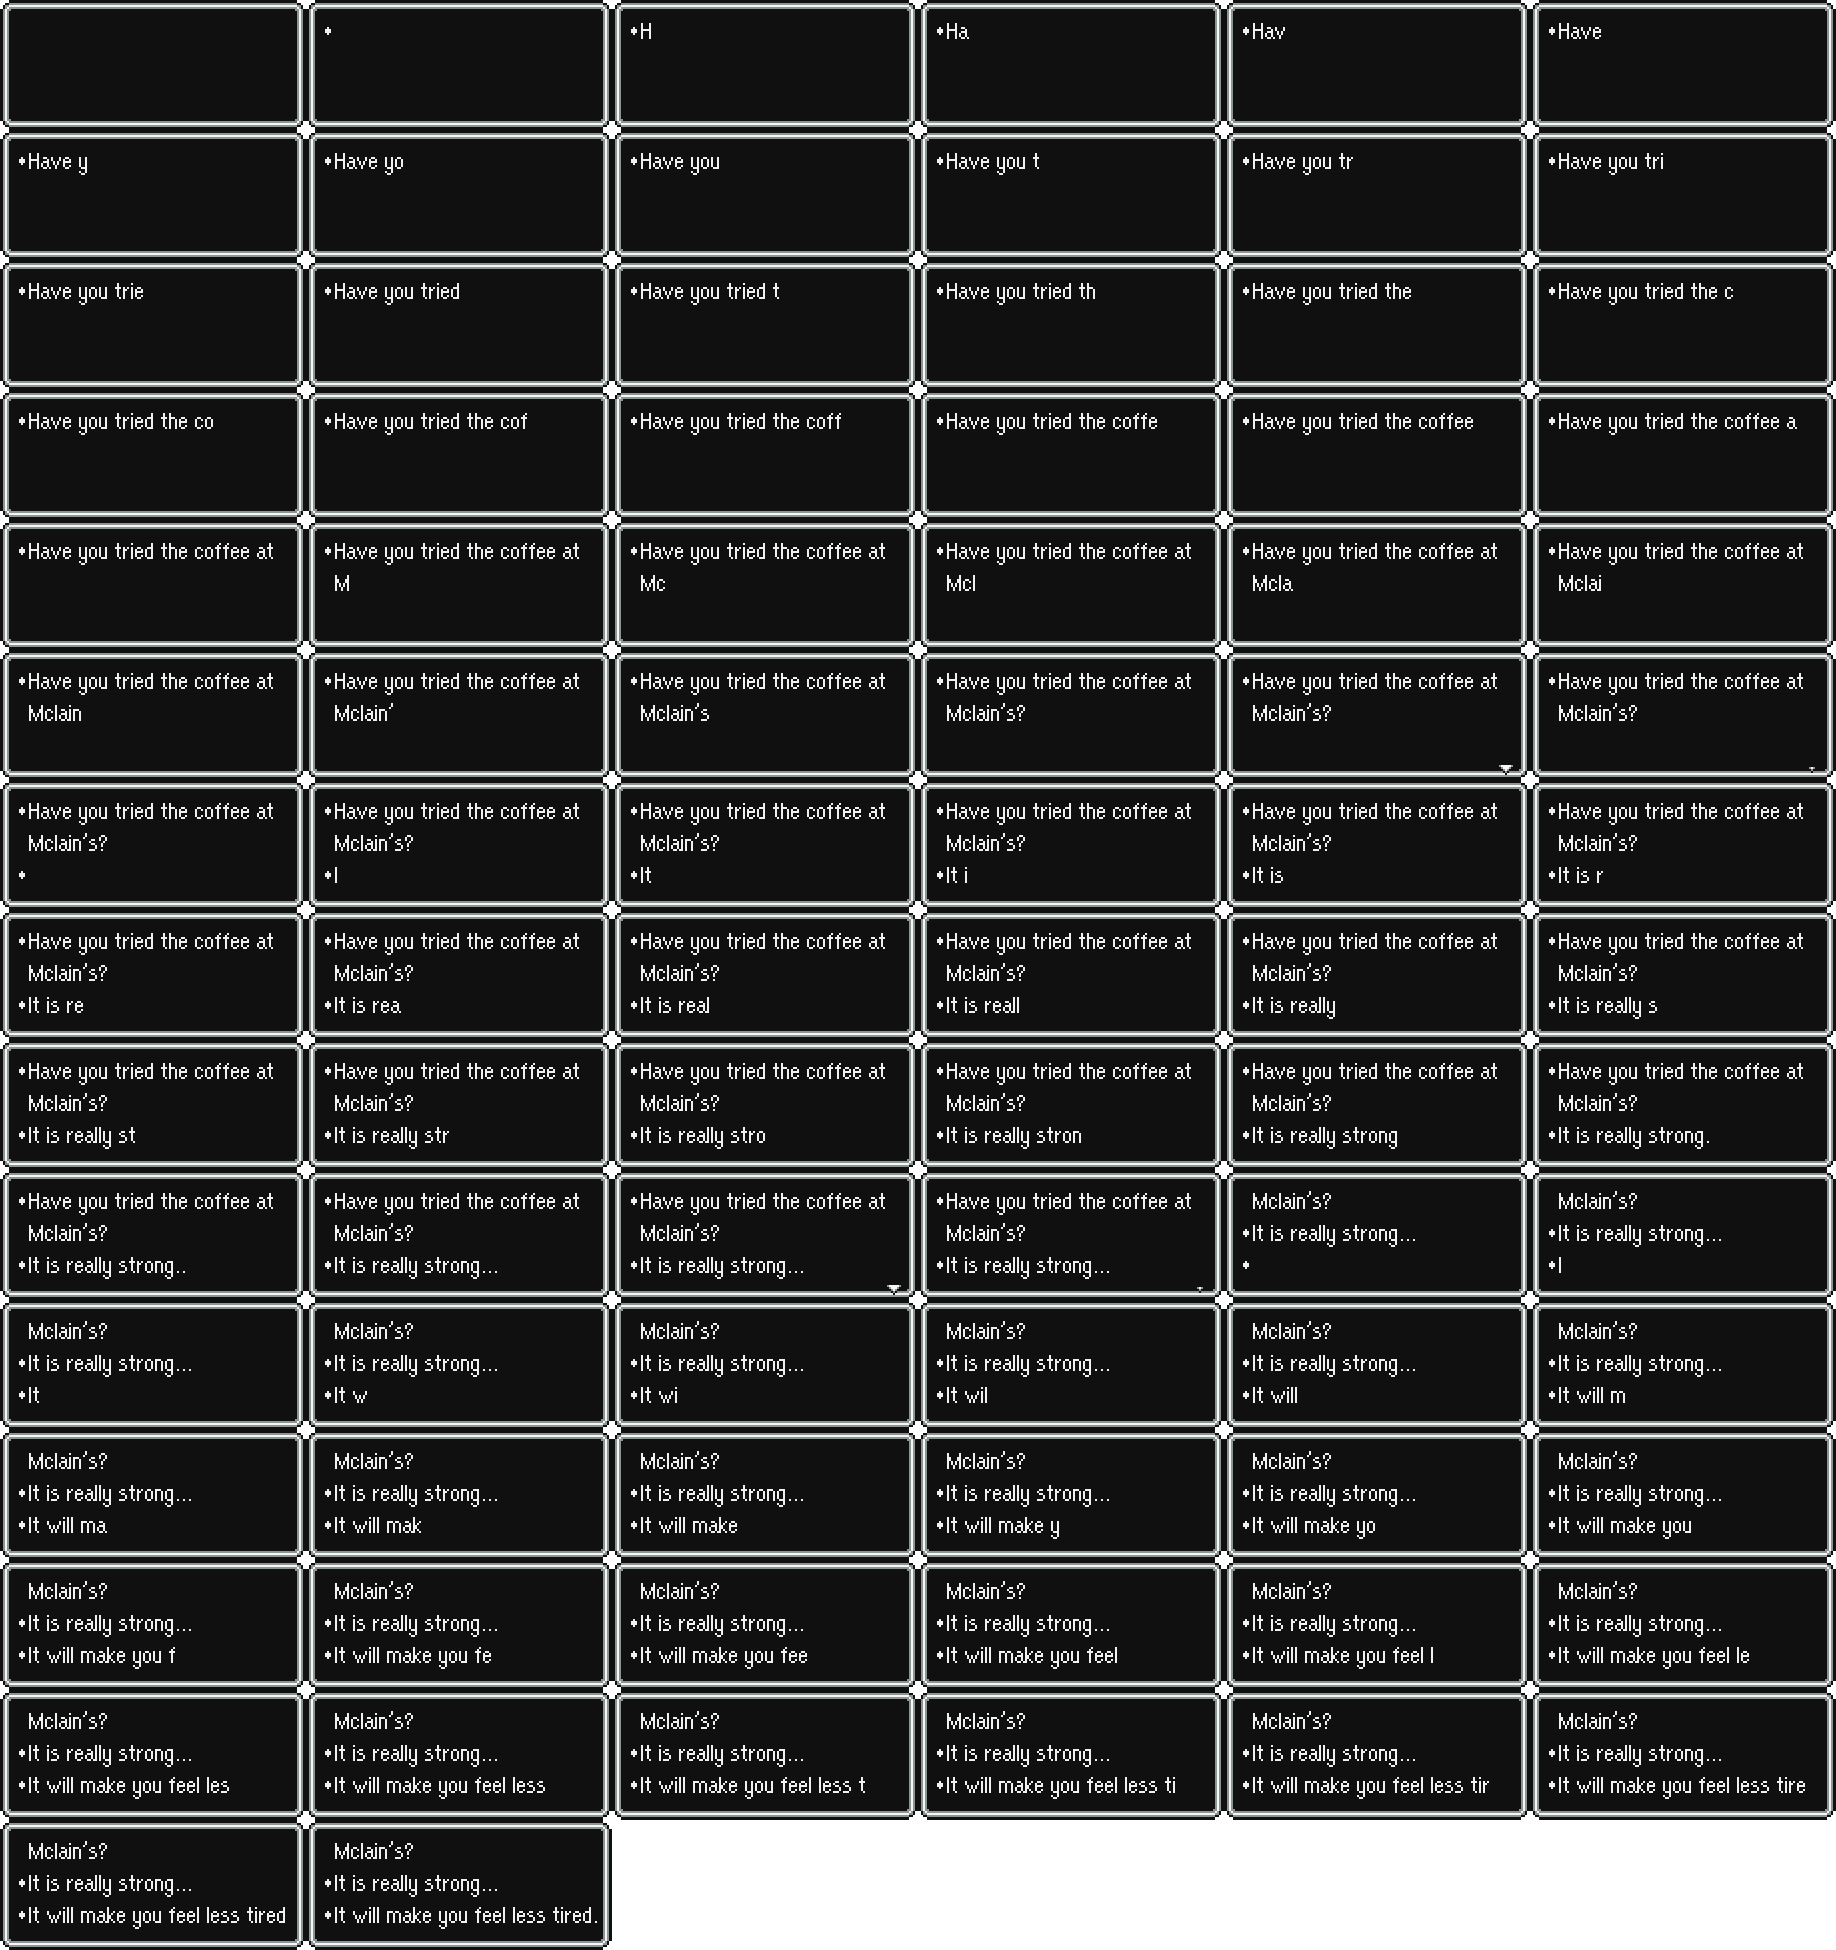 •
•H
•Ha
•Hav
•Have
•Have y
•Have yo
•Have you
•Have you t
•Have you tr
•Have you tri
•Have you trie
•Have you tried
•Have you tried t
•Have you tried th
•Have you tried the
•Have you tried the c
•Have you tried the co
•Have you tried the cof
•Have you tried the coff
•Have you tried the coffe
•Have you tried the coffee
•Have you tried the coffee a
•Have you tried the coffee at
•Have you tried the coffee at
M
•Have you tried the coffee at
Mc
•Have you tried the coffee at
Mcl
•Have you tried the coffee at
Mcla
•Have you tried the coffee at
Mclai
•Have you tried the coffee at
Mclain
•Have you tried the coffee at
Mclain'
•Have you tried the coffee at
Mclain's
•Have you tried the coffee at
Mclain's?
•Have you tried the coffee at
Mclain's?
•Have you tried the coffee at
Mclain's?
•Have you tried the coffee at
Mclain's?
•
•Have you tried the coffee at
Mclain's?
•I
•Have you tried the coffee at
Mclain's?
•It
•Have you tried the coffee at
Mclain's?
•It i
•Have you tried the coffee at
Mclain's?
•It is
•Have you tried the coffee at
Mclain's?
•It is r
•Have you tried the coffee at
Mclain's?
•It is re
•Have you tried the coffee at
Mclain's?
•It is rea
•Have you tried the coffee at
Mclain's?
•It is real
•Have you tried the coffee at
Mclain's?
•It is reall
•Have you tried the coffee at
Mclain's?
•It is really
•Have you tried the coffee at
Mclain's?
•It is really s
•Have you tried the coffee at
Mclain's?
•It is really st
•Have you tried the coffee at
Mclain's?
•It is really str
•Have you tried the coffee at
Mclain's?
•It is really stro
•Have you tried the coffee at
Mclain's?
•It is really stron
•Have you tried the coffee at
Mclain's?
•It is really strong
•Have you tried the coffee at
Mclain's?
•It is really strong.
•Have you tried the coffee at
Mclain's?
•It is really strong..
•Have you tried the coffee at
Mclain's?
•It is really strong...
•Have you tried the coffee at
Mclain's?
•It is really strong...
•Have you tried the coffee at
Mclain's?
•It is really strong...
Mclain's?
•It is really strong...
•
Mclain's?
•It is really strong...
•I
Mclain's?
•It is really strong...
•It
Mclain's?
•It is really strong...
•It w
Mclain's?
•It is really strong...
•It wi
Mclain's?
•It is really strong...
•It wil
Mclain's?
•It is really strong...
•It will
Mclain's?
•It is really strong...
•It will m
Mclain's?
•It is really strong...
•It will ma
Mclain's?
•It is really strong...
•It will mak
Mclain's?
•It is really strong...
•It will make
Mclain's?
•It is really strong...
•It will make y
Mclain's?
•It is really strong...
•It will make yo
Mclain's?
•It is really strong...
•It will make you
Mclain's?
•It is really strong...
•It will make you f
Mclain's?
•It is really strong...
•It will make you fe
Mclain's?
•It is really strong...
•It will make you fee
Mclain's?
•It is really strong...
•It will make you feel
Mclain's?
•It is really strong...
•It will make you feel l
Mclain's?
•It is really strong...
•It will make you feel le
Mclain's?
•It is really strong...
•It will make you feel les
Mclain's?
•It is really strong...
•It will make you feel less
Mclain's?
•It is really strong...
•It will make you feel less t
Mclain's?
•It is really strong...
•It will make you feel less ti
Mclain's?
•It is really strong...
•It will make you feel less tir
Mclain's?
•It is really strong...
•It will make you feel less tire
Mclain's?
•It is really strong...
•It will make you feel less tired
Mclain's?
•It is really strong...
•It will make you feel less tired.